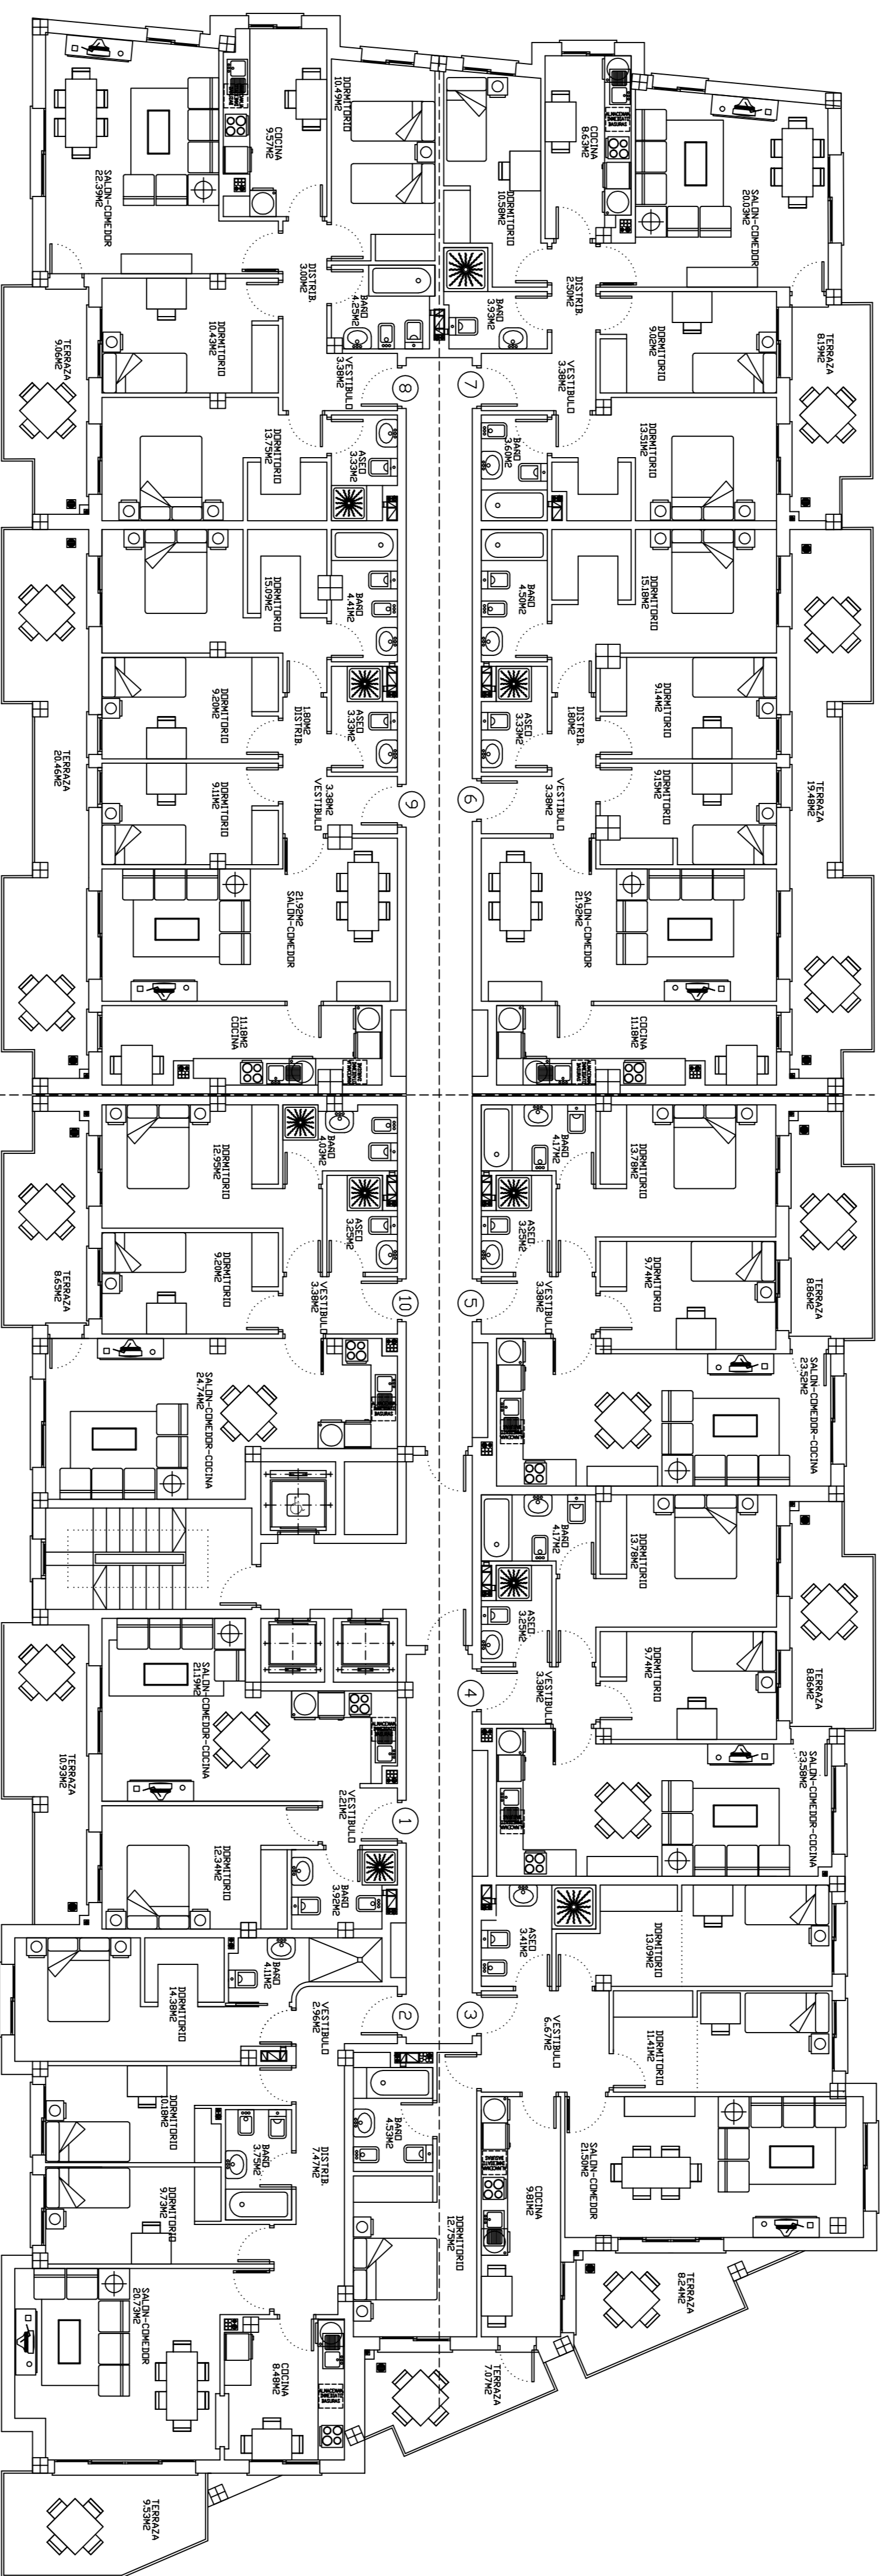 SALON-COMEDOR
22.39M2
COCINA
9.57M2
DORMITORIO
10.49M2
DORMITORIO
10.58M2
COCINA
8.63M2
SALON-COMEDOR
20.03M2
TERRAZA
9.06M2
DORMITORIO
10.43M2
DISTRIB.
3.00M2
BAÑO
4.25M2
BAÑO
3.93M2
DISTRIB.
2.50M2
DORMITORIO
9.02M2
TERRAZA
8.19M2
VESTIBULO
3.38M2
8
7
VESTIBULO
3.38M2
DORMITORIO
13.75M2
ASEO
3.33M2
BAÑO
3.60M2
DORMITORIO
13.51M2
DORMITORIO
15.09M2
BAÑO
4.41M2
BAÑO
4.50M2
DORMITORIO
15.18M2
TERRAZA
20.46M2
DORMITORIO
9.20M2
1.80M2
DISTRIB.
ASEO
3.33M2
ASEO
3.33M2
DISTRIB.
1.80M2
DORMITORIO
9.14M2
TERRAZA
19.48M2
DORMITORIO
9.11M2
3.38M2
VESTIBULO
9
6
VESTIBULO
3.38M2
DORMITORIO
9.15M2
21.92M2
SALON-COMEDOR
SALON-COMEDOR
21.92M2
11.18M2
COCINA
COCINA
11.18M2
DORMITORIO
12.95M2
BAÑO
4.03M2
BAÑO
4.17M2
DORMITORIO
13.78M2
TERRAZA
8.65M2
DORMITORIO
9.20M2
ASEO
3.25M2
ASEO
3.25M2
DORMITORIO
9.74M2
TERRAZA
8.86M2
VESTIBULO
3.38M2
10
5
VESTIBULO
3.38M2
SALON-COMEDOR-COCINA
24.74M2
SALON-COMEDOR-COCINA
23.52M2
BAÑO
4.17M2
DORMITORIO
13.78M2
ASEO
3.25M2
DORMITORIO
9.74M2
TERRAZA
8.86M2
SALON-COMEDOR-COCINA
21.19M2
4
VESTIBULO
3.38M2
SALON-COMEDOR-COCINA
23.58M2
TERRAZA
10.93M2
VESTIBULO
2.21M2
1
DORMITORIO
12.34M2
BAÑO
3.92M2
ASEO
3.41M2
DORMITORIO
13.09M2
DORMITORIO
14.38M2
BAÑO
4.11M2
VESTIBULO
2.96M2
2
3
VESTIBULO
6.67M2
DORMITORIO
11.41M2
DORMITORIO
10.18M2
BAÑO
3.75M2
DISTRIB.
7.47M2
BAÑO
4.53M2
COCINA
9.81M2
SALON-COMEDOR
21.50M2
DORMITORIO
9.73M2
DORMITORIO
12.75M2
TERRAZA
8.24M2
SALON-COMEDOR
20.73M2
COCINA
8.48M2
TERRAZA
7.07M2
TERRAZA
9.53M2